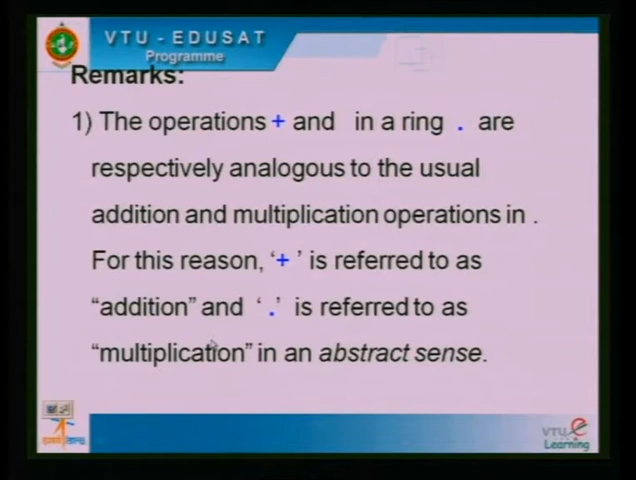 VTU - EDUSAT
Programme
Remarks:
1) The operations + and   in a ring . are
respectively analogous to the usual
addition and multiplication operations in .
For this reason, ‘+ ’ is referred to as
“addition” and ‘ .’ is referred to as
“multiplication” in an abstract sense.
VTU e
Learning